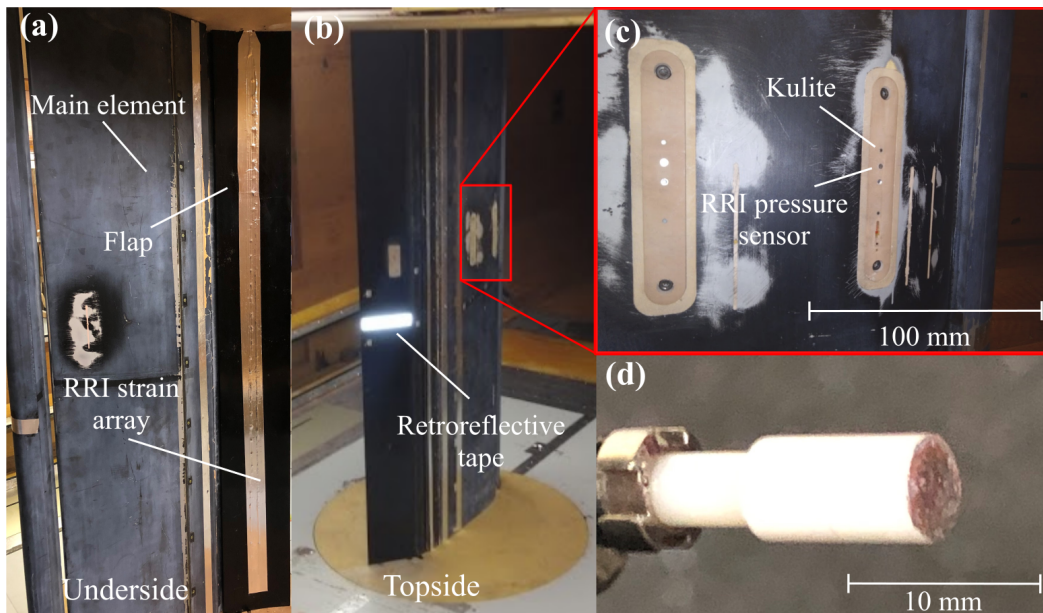 (a)
Main element
Flap
RRI strain
array
Underside
(b)
Retroreflective
tape
Topside
(c)
Kulite
RRI pressure
sensor
100 mm
(d)
10 mm